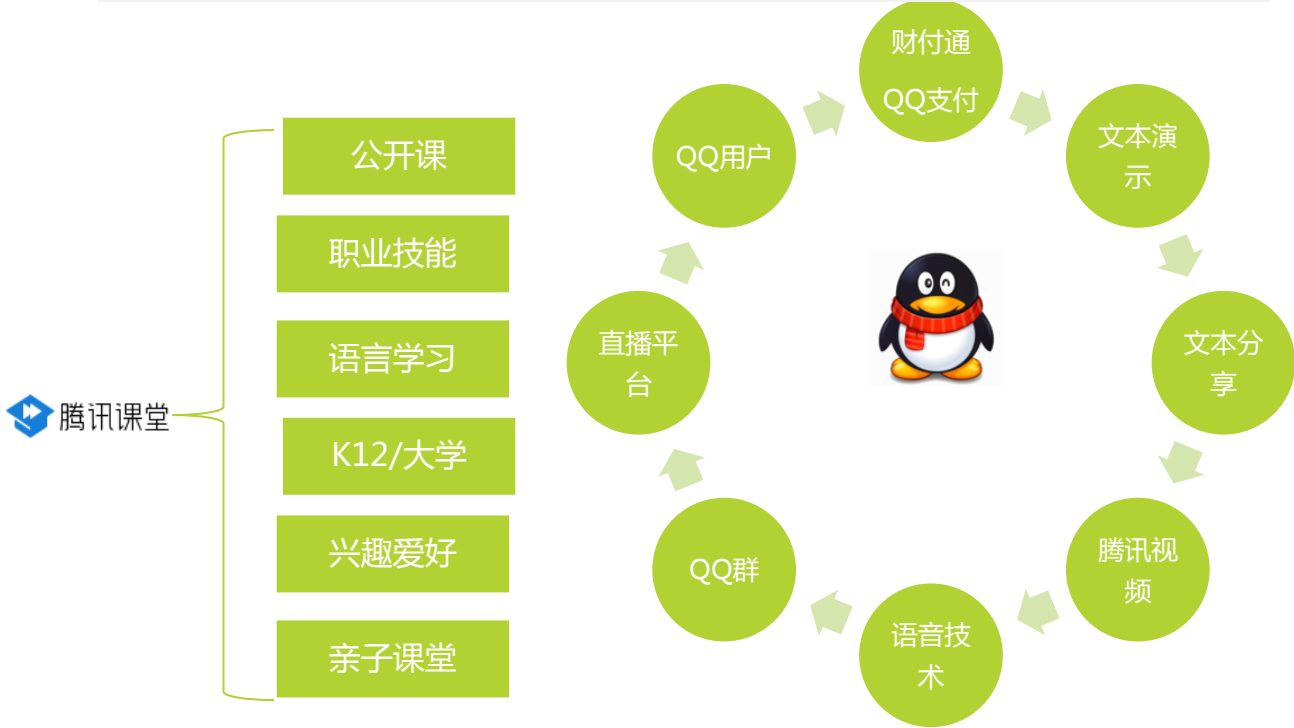 腾讯课堂
公开课
职业技能
语言学习
K12/大学
兴趣爱好
亲子课堂
财付通
QQ支付
文本演
示
文本分
享
腾讯视
频
语音技
术
QQ群
直播平
台
QQ用户